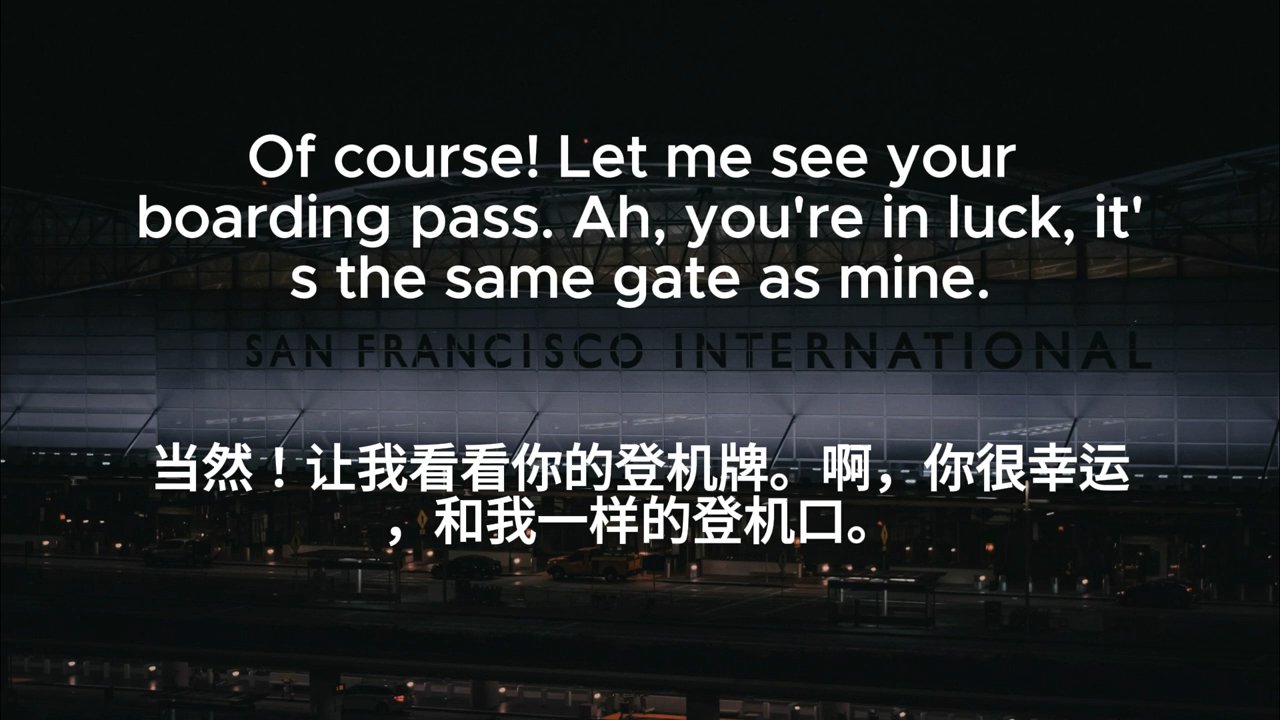 Of course! Let me see your
boarding pass. Ah, you're in luck, it'
s the same gate as mine.
SAN FRANCISCO INTERNATIONAL
当然！让我看看你的登机牌。啊，你很幸运
，和我一样的登机口。